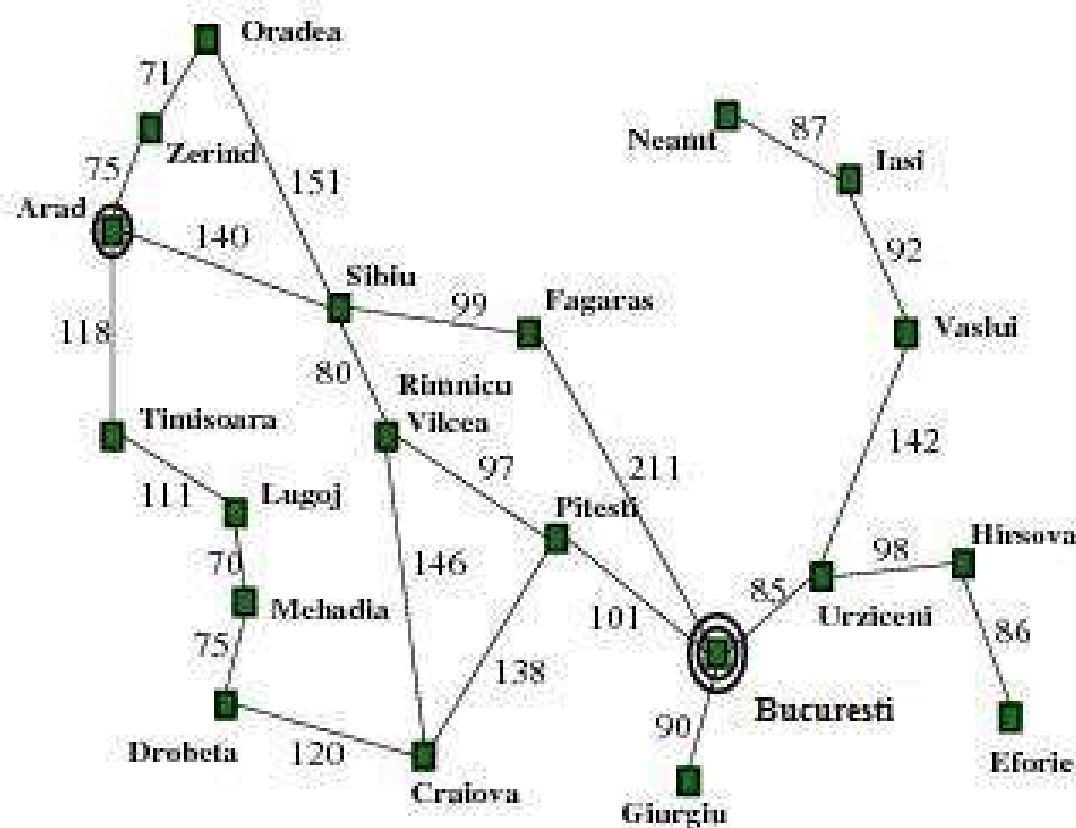 Oradea
71
Neamt
87
Zerind
Iasi
75
151
Arad
140
92
Sibiu
99
Fagaras
118
Vaslui
80
Rimnicu
Vilcea
Timisoara
142
97
211
111
Lugoj
Pitesti
Hirsova
98
70
146
85
Mehadia
101
Urziceni
86
75
138
Bucuresti
90
Drobeta
120
Eforie
Craiova
Giurgiu